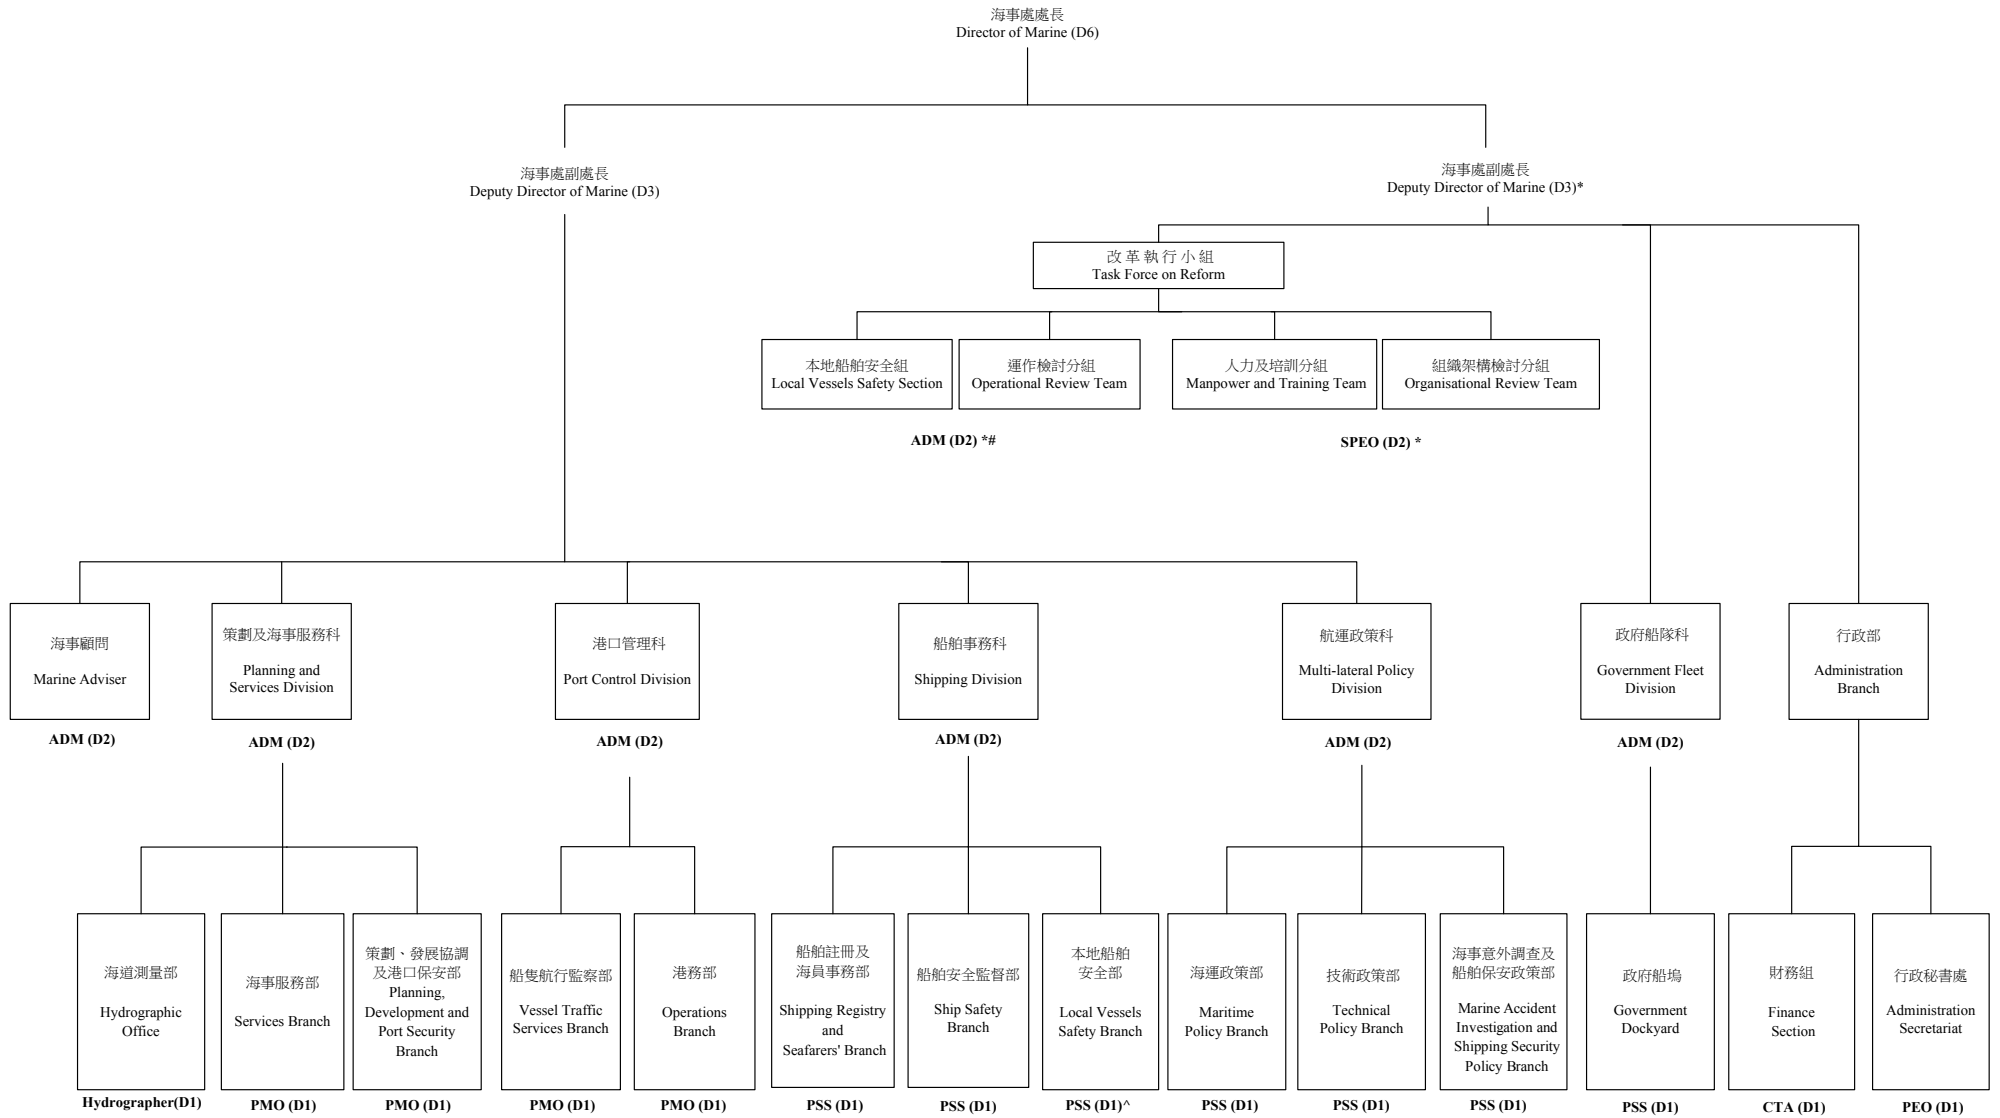 海事處處長
Director of Marine (D6)
海事處副處長
Deputy Director of Marine (D3)
海事處副處長
Deputy Director of Marine (D3)*
改 革 執 行 小 組
Task Force on Reform
本地船舶安全組
Local Vessels Safety Section
運作檢討分組
Operational Review Team
人力及培訓分組
Manpower and Training Team
組織架構檢討分組
Organisational Review Team
ADM (D2) *#
SPEO (D2) *
海事顧問
Marine Adviser
ADM (D2)
策劃及海事服務科
Planning and
Services Division
ADM (D2)
港口管理科
Port Control Division
ADM (D2)
船舶事務科
Shipping Division
ADM (D2)
航運政策科
Multi-lateral Policy
Division
ADM (D2)
政府船隊科
Government Fleet
Division
ADM (D2)
行政部
Administration
Branch
海道測量部
Hydrographic
Office
Hydrographer(D1)
海事服務部
Services Branch
PMO (D1)
策劃、發展協調
及港口保安部
Planning,
Development and
Port Security
Branch
PMO (D1)
船隻航行監察部
Vessel Traffic
Services Branch
PMO (D1)
港務部
Operations
Branch
PMO (D1)
船舶註冊及
海員事務部
Shipping Registry
and
Seafarers' Branch
PSS (D1)
船舶安全監督部
Ship Safety
Branch
PSS (D1)
本地船舶
安全部
Local Vessels
Safety Branch
PSS (D1)^
海運政策部
Maritime
Policy Branch
PSS (D1)
技術政策部
Technical
Policy Branch
PSS (D1)
海事意外調查及
船舶保安政策部
Marine Accident
Investigation and
Shipping Security
Policy Branch
PSS (D1)
政府船塢
Government
Dockyard
PSS (D1)
財務組
Finance
Section
CTA (D1)
行政秘書處
Administration
Secretariat
PEO (D1)